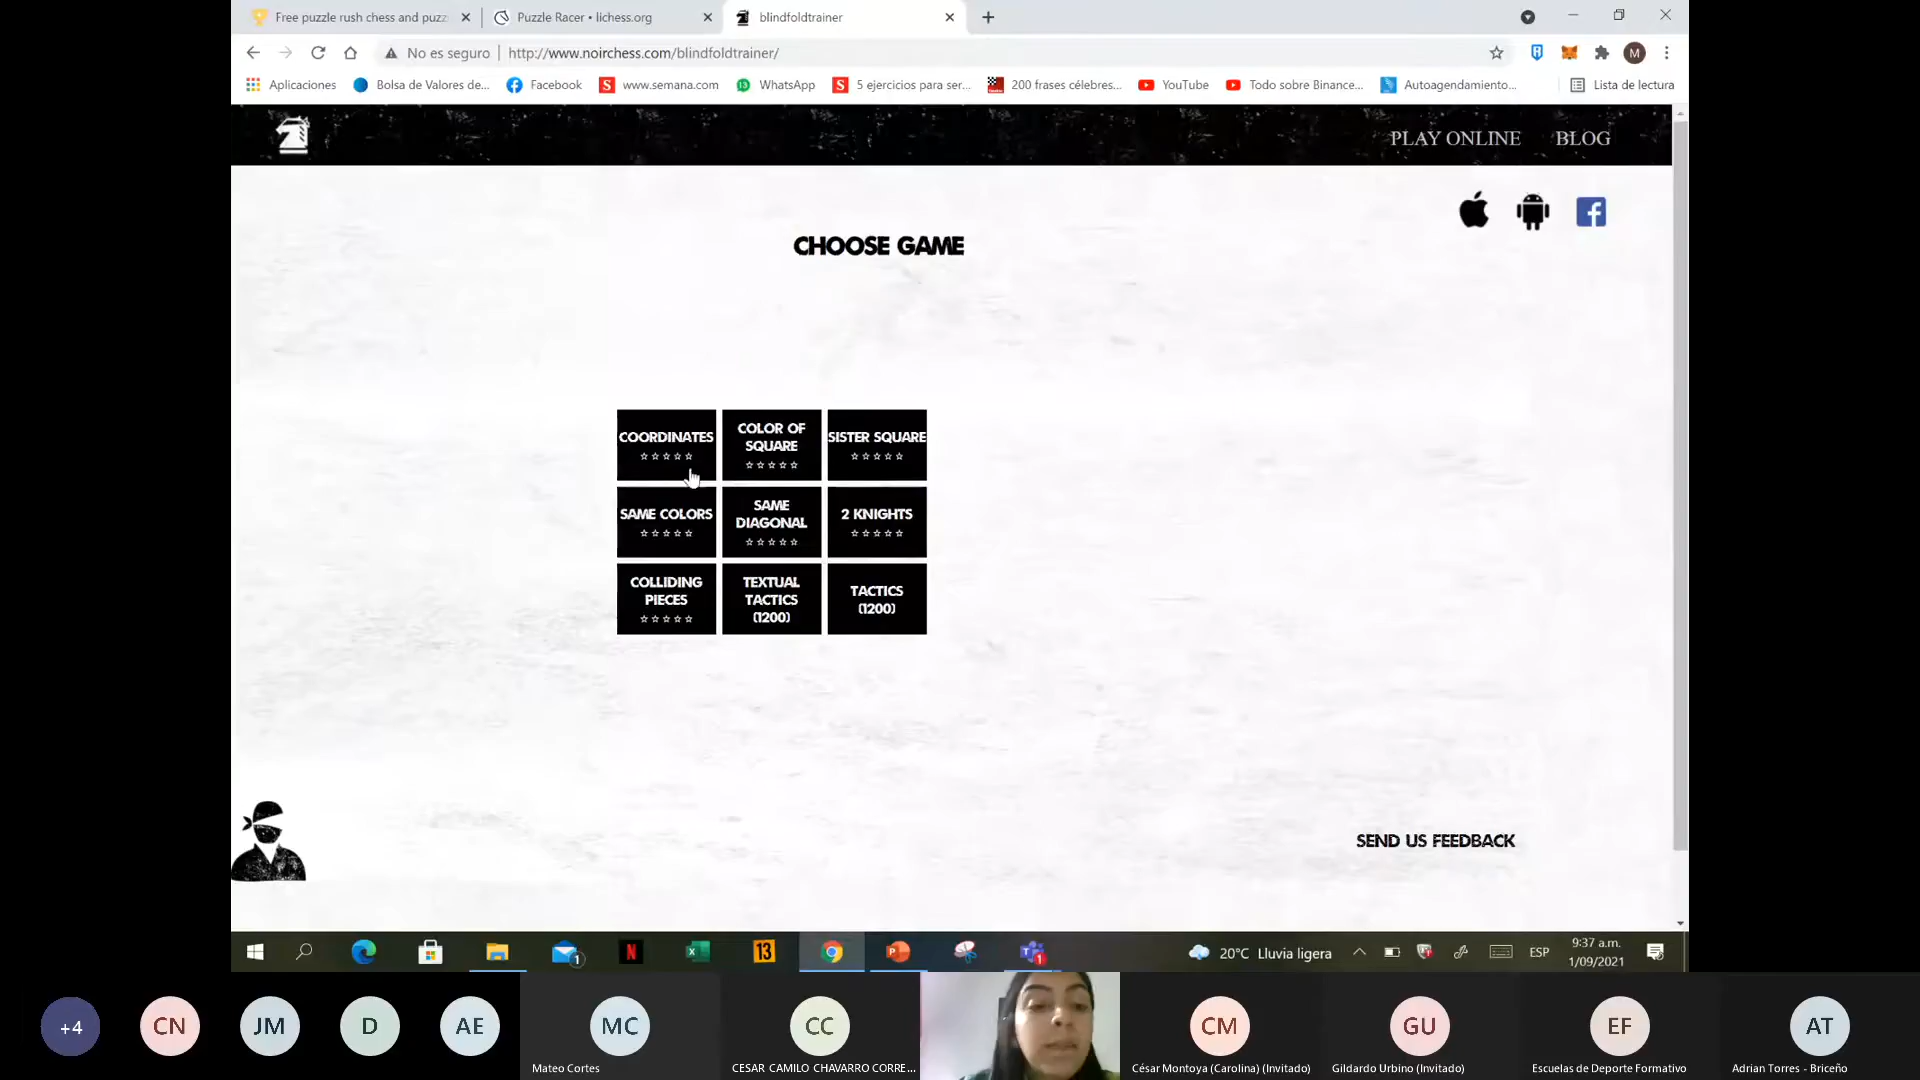 Free puzzle rush chess and puzz
Puzzle Racer • lichess.org
blindfoldtrainer
No es seguro
http://www.noirchess.com/blindfoldtrainer/
M
Aplicaciones
Bolsa de Valores de...
Facebook
S
www.semana.com
13
WhatsApp
S
5 ejercicios para ser...
200 frases célebres...
YouTube
Todo sobre Binance...
Autoagendamiento...
Lista de lectura
PLAY ONLINE
BLOG
CHOOSE GAME
COORDINATES
COLOR OF
SQUARE
SISTER SQUARE
SAME COLORS
SAME
DIAGONAL
2 KNIGHTS
COLLIDING
PIECES
TEXTUAL
TACTICS
(1200)
TACTICS
(1200)
SEND US FEEDBACK
1
N
13
1
20°C Lluvia ligera
ESP
9:37 a.m.
1/09/2021
+4
CN
JM
D
AE
MC
Mateo Cortes
CC
CESAR CAMILO CHAVARRO CORRE...
CM
César Montoya (Carolina) (Invitado)
GU
Gildardo Urbino (Invitado)
EF
Escuelas de Deporte Formativo
AT
Adrian Torres - Briceño